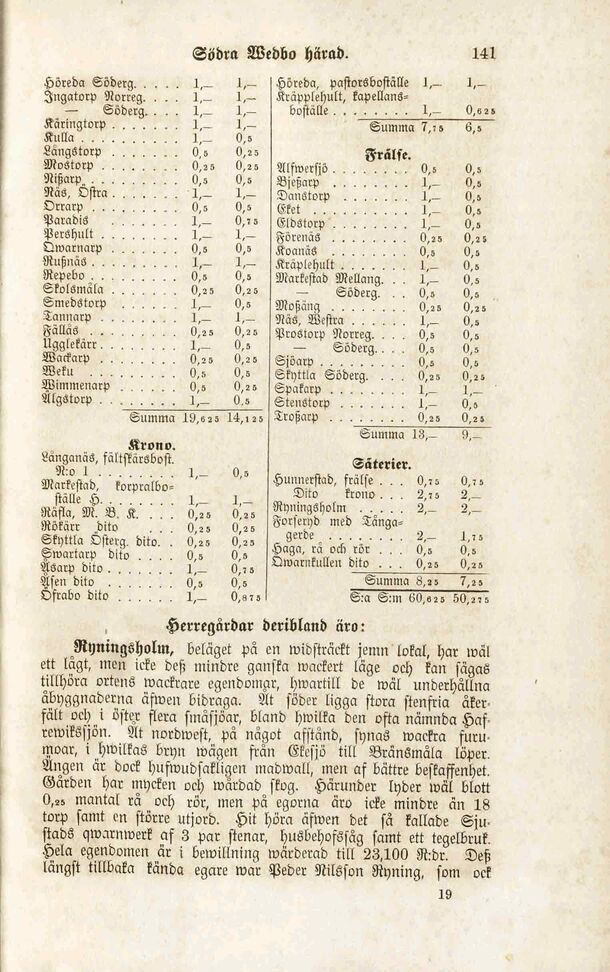 Södra Wedbo härad. 141
Höreda Söderg. . . . . 1,— 1,—
Ingatorp Norreg. . . . 1,— 1,—
— Söderg. . . . 1,— 1,—
Käringtorp . . . . . . . 1,— 1,—
Kulla . . . . . . . . . . 1,— 0,5
Långstorp . . . . . . . 0,5 0,25
Mostorp . . . . . . . . 0,25 0,25
Nißarp . . . . . . . . . 0,5 0,5
Näs, Östra . . . . . . . 1,— 1,—
Orrarp . . . . . . . . . 0,5 0,5
Paradis . . . . . . . . 1,— 0,75
Pershult . . . . . . . . 1,— 1,—
Qwarnarp . . . . . . . 0,5 0,5
Rußnäs . . . . . . . . . 1,— 1,—
Repebo . . . . . . . . . 0,5 0,5
Skolsmåla . . . . . . . 0,25 0,25
Smedstorp . . . . . . . 1,— 0,5
Tannarp . . . . . . . . 1,— 1,—
Fällås . . . . . . . . . 0,25 0,25
Ugglekärr . . . . . . . . 1,— 0,5
Wackarp . . . . . . . . 0,25 0,25
Weku . . . . . . . . . . 0,5 0,5
Wimmenarp . . . . . . 0,5 0,25
Älgstorp . . . . . . . . 1,— 0,5
Summa 19,625 14,125
Krono.
Långanäs, fältskärsbost.
N:o 1 . . . . . . . . 1,— 0,5
Markestad, korpralbo-
ställe H. . . . . . . . 1,— 1,—
Näsla, M. B. K. . . . 0,25 0,25
Rökärr dito . . . 0,25 0,25
Skyttla Österg. dito. . 0,25 0,25
Swartarp dito . . . . 0,5 0,5
Åsarp dito . . . . . . . 1,— 0,75
Åsen dito . . . . . 0,5 0,5
Öfrabo dito . . . . . 1,— 0,875
Höreda, pastorsboställe 1,— 1,—
Kräpplehult, kapellans-
boställe . . . . . . . . 1,— 0,625
Summa 7,75 6,5
Frälse.
Alfwersjö . . . . . . . . 0,5 0,5
Bjeßarp . . . . . . . . 1,— 0,5
Danstorp . . . . . . . . 1,— 0,5
Eket . . . . . . . . . . 1,— 0,5
Eldstorp . . . . . . . . . 1,— 0,5
Förenäs . . . . . . . . 0,25 0,25
Koanäs . . . . . . . . 0,5 0,5
Kräplehult . . . . . . . 1,— 0,5
Markestad Mellang. . . 1,— 0,5
— Söderg. . . 0,5 0,5
Moßäng . . . . . . . . 0,25 0,25
Näs, Westra . . . . . . 1,— 0,5
Prostorp Norreg. . . . 0,5 0,5
— Söderg. . . . 0,5 0,5
Sjöarp . . . . . . . . . 0,5 0,5
Skyttla Söderg. . . . . 0,25 0,25
Spakarp . . . . . . . . 1,— 0,5
Stenstorp . . . . . . . 1,— 0,5
Troßarp . . . . . . . . 0,25 0,25
Summa 13,— 9,—
Säterier.
Hunnerstad, frälse . . . 0,75 0,75
Dito krono . . . 2,75 2,—
Ryningsholm . . . . . 2,— 2,—
Forseryd med Tånga-
gerde . . . . . . . . . 2,— 1,75
Haga, rå och rör . . . 0,5 0,5
Qwarnkullen dito . . . 0,25 0,25
Summa 8,25 7,25
S:a S:m 60,625 50,275
Herregårdar deribland äro:
Ryningsholm, beläget på en widsträckt jemn lokal, har wäl
ett lågt, men icke deß mindre ganska wackert läge och kan sägas
tillhöra ortens wackrare egendomar, hwartill de wäl underhållna
åbyggnaderna äfwen bidraga. Åt söder ligga stora stenfria åker-
fält och i öster flera småsjöar, bland hwilka den ofta nämnda Haf-
rewiksjön. Åt nordwest, på något afstånd, synas wackra furu-
moar, i hwilkas bryn wägen från Eksjö till Bränsmåla löper.
Ängen är dock hufwudsakligen madwall, men af bättre beskaffenhet.
Gården har mycken och wårdad skog. Härunder lyder wäl blott
0,25 mantal rå och rör, men på egorna äro icke mindre än 18
torp samt en större utjord. Hit höra äfwen det så kallade Sju-
stads qwarnwerk af 3 par stenar, husbehofssåg samt ett tegelbruk.
Hela egendomen är i bewillning wärderad till 23,100 R:dr. Deß
längst tillbaka kända egare war Peder Nilsson Ryning, som ock
19